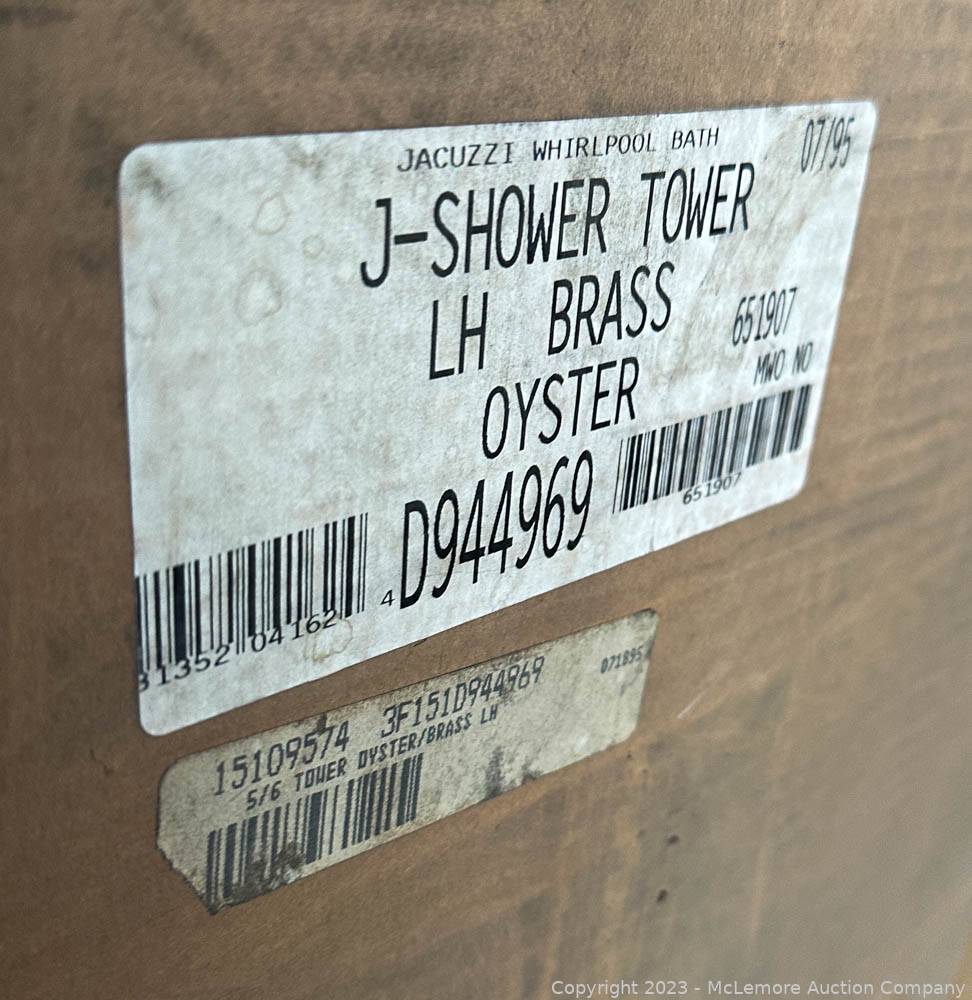 JACUZZI WHIRLPOOL BATH
07/95
J-SHOWER TOWER
LH BRASS
651907
MWO NO
OYSTER
651907
D944969
31352 04162 4
15109574 3F151D944969
071895
5/6 TOWER OYSTER/BRASS LH
Copyright 2023 - McLemore Auction Company